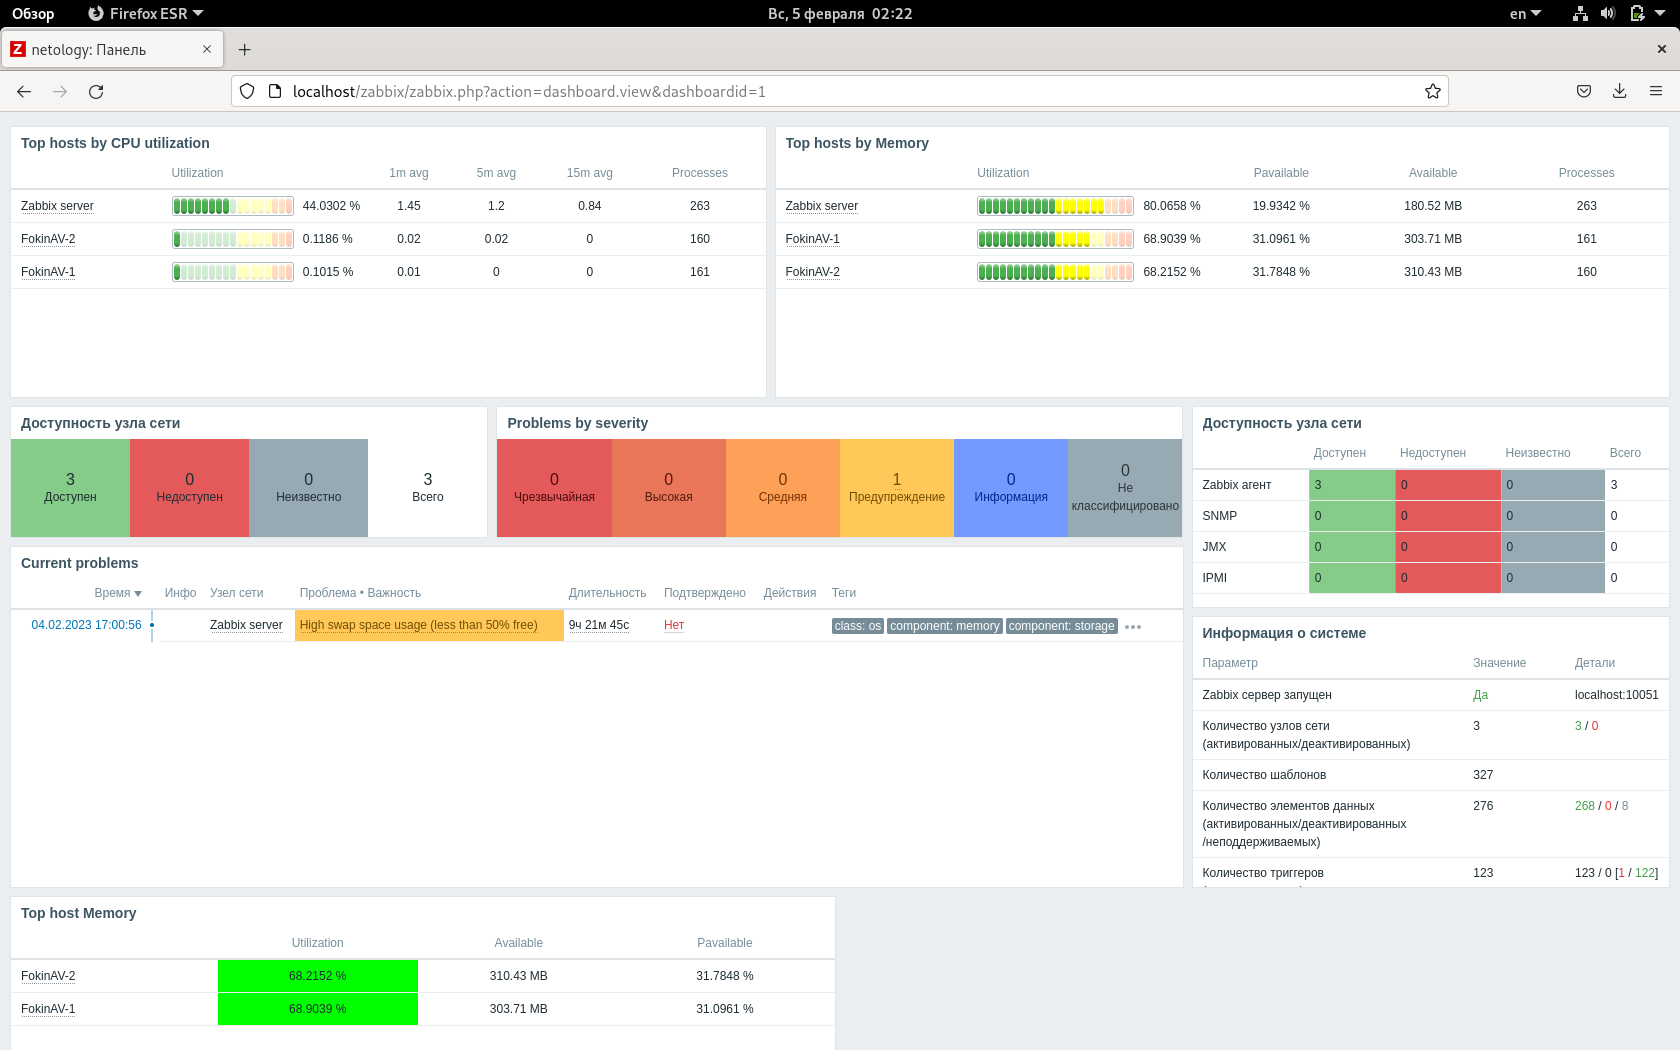 Обзор
Firefox ESR
Вс, 5 февраля 02:22
en
netology: Панель
localhost/zabbix/zabbix.php?action=dashboard.view&dashboardid=1
Top hosts by CPU utilization
Utilization 1m avg 5m avg 15m avg Processes
Zabbix server 44.0302 % 1.45 1.2 0.84 263
FokinAV-2 0.1186 % 0.02 0.02 0 160
FokinAV-1 0.1015 % 0.01 0 0 161
Top hosts by Memory
Utilization Pavailable Available Processes
Zabbix server 80.0658 % 19.9342 % 180.52 MB 263
FokinAV-1 68.9039 % 31.0961 % 303.71 MB 161
FokinAV-2 68.2152 % 31.7848 % 310.43 MB 160
Доступность узла сети
3 0 0 3
Доступен Недоступен Неизвестно Всего
Problems by severity
0 0 0 1 0 0
Чрезвычайная Высокая Средняя Предупреждение Информация Не
классифицировано
Доступность узла сети
Доступен Недоступен Неизвестно Всего
Zabbix агент 3 0 0 3
SNMP 0 0 0 0
JMX 0 0 0 0
IPMI 0 0 0 0
Current problems
Время Инфо Узел сети Проблема • Важность Длительность Подтверждено Действия Теги
04.02.2023 17:00:56 Zabbix server High swap space usage (less than 50% free) 9ч 21м 45с Нет class: os component: memory component: storage
Информация о системе
Параметр Значение Детали
Zabbix сервер запущен Да localhost:10051
Количество узлов сети 3 3 / 0
(активированных/деактивированных)
Количество шаблонов 327
Количество элементов данных 276 268 / 0 / 8
(активированных/деактивированных
/неподдерживаемых)
Количество триггеров 123 123 / 0 [1 / 122]
Top host Memory
Utilization Available Pavailable
FokinAV-2 68.2152 % 310.43 MB 31.7848 %
FokinAV-1 68.9039 % 303.71 MB 31.0961 %